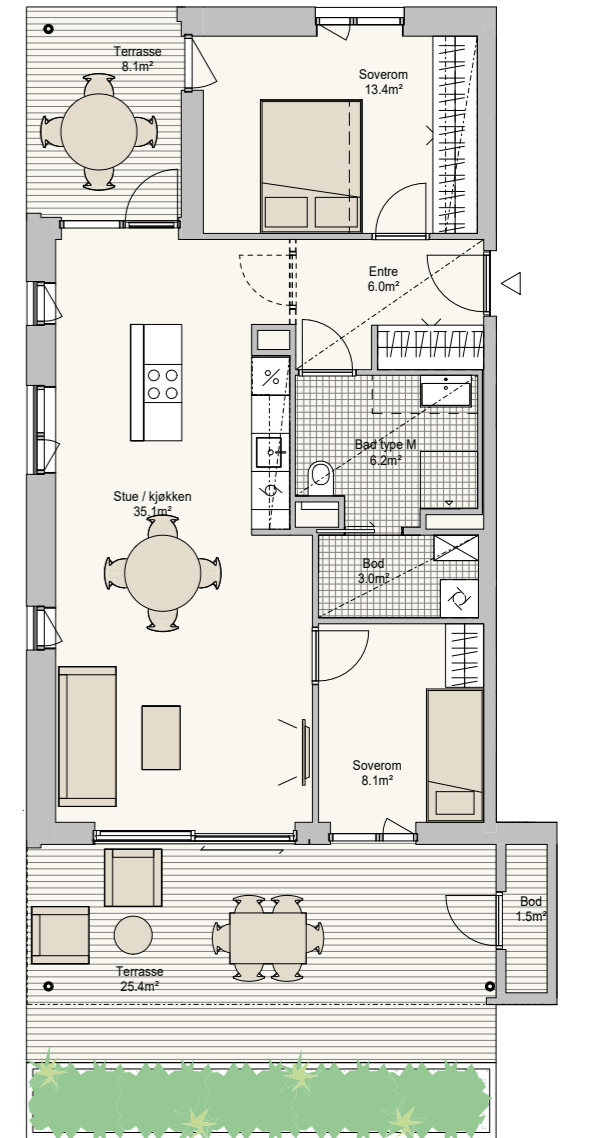 Terrasse
8.1m²
Soverom
13.4m²
Entre
6.0m²
Bad type M
6.2m²
Stue / kjøkken
35.1m²
Bod
3.0m²
Soverom
8.1m²
Bod
1.5m²
Terrasse
25.4m²